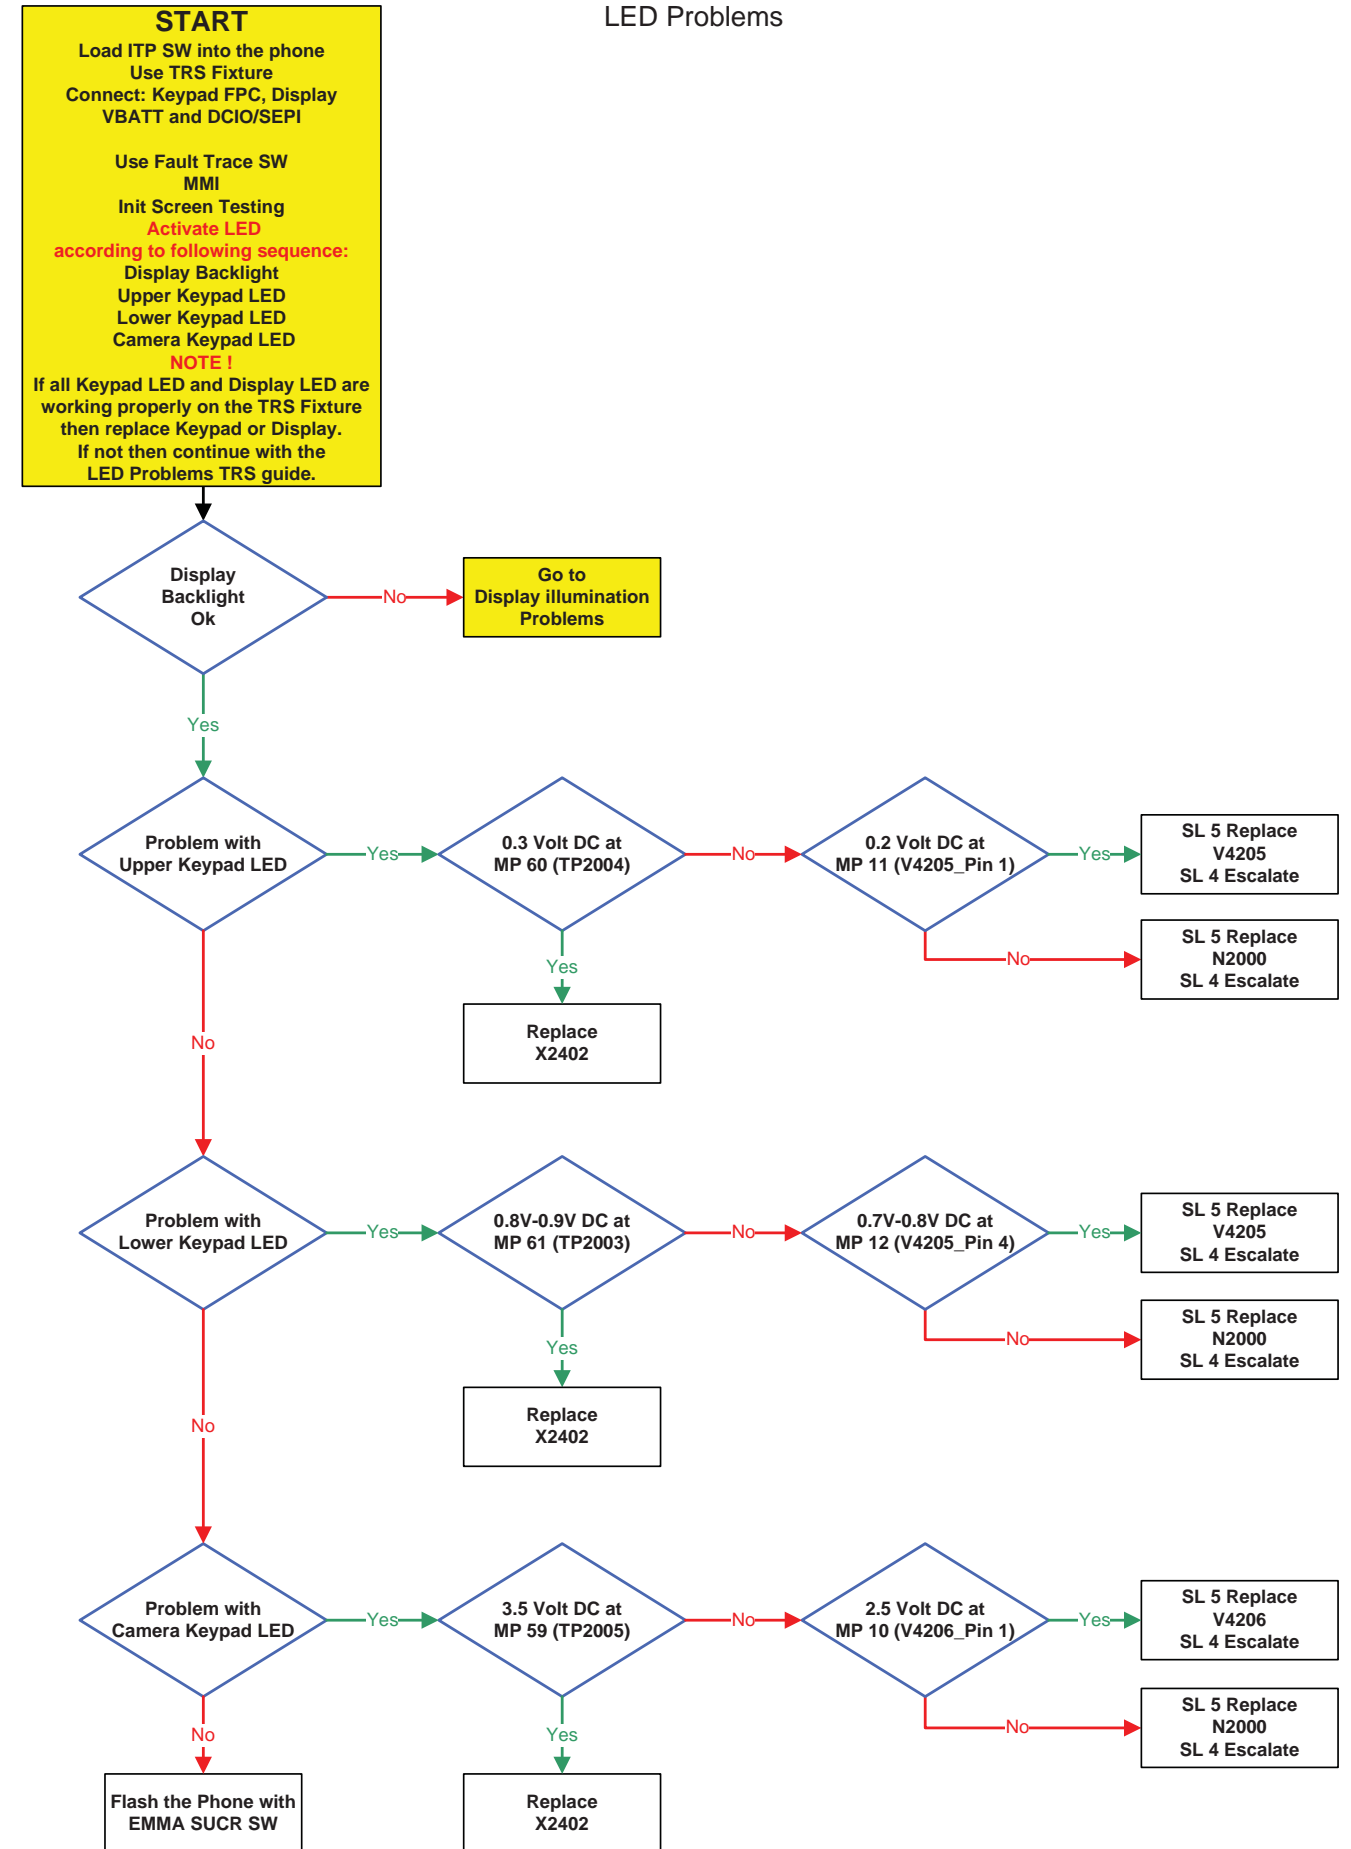 LED Problems
START
Load ITP SW into the phone
Use TRS Fixture
Connect: Keypad FPC, Display
VBATT and DCIO/SEPI
Use Fault Trace SW
MMI
Init Screen Testing
Activate LED
according to following sequence:
Display Backlight
Upper Keypad LED
Lower Keypad LED
Camera Keypad LED
NOTE !
If all Keypad LED and Display LED are
working properly on the TRS Fixture
then replace Keypad or Display.
If not then continue with the
LED Problems TRS guide.
Display
Backlight
Ok
No
Go to
Display illumination
Problems
Yes
Problem with
Upper Keypad LED
Yes
0.3 Volt DC at
MP 60 (TP2004)
No
0.2 Volt DC at
MP 11 (V4205_Pin 1)
Yes
SL 5 Replace
V4205
SL 4 Escalate
No
SL 5 Replace
N2000
SL 4 Escalate
Yes
Replace
X2402
No
Problem with
Lower Keypad LED
Yes
0.8V-0.9V DC at
MP 61 (TP2003)
No
0.7V-0.8V DC at
MP 12 (V4205_Pin 4)
Yes
SL 5 Replace
V4205
SL 4 Escalate
No
SL 5 Replace
N2000
SL 4 Escalate
Yes
Replace
X2402
No
Problem with
Camera Keypad LED
Yes
3.5 Volt DC at
MP 59 (TP2005)
No
2.5 Volt DC at
MP 10 (V4206_Pin 1)
Yes
SL 5 Replace
V4206
SL 4 Escalate
No
SL 5 Replace
N2000
SL 4 Escalate
No
Yes
Flash the Phone with
EMMA SUCR SW
Replace
X2402